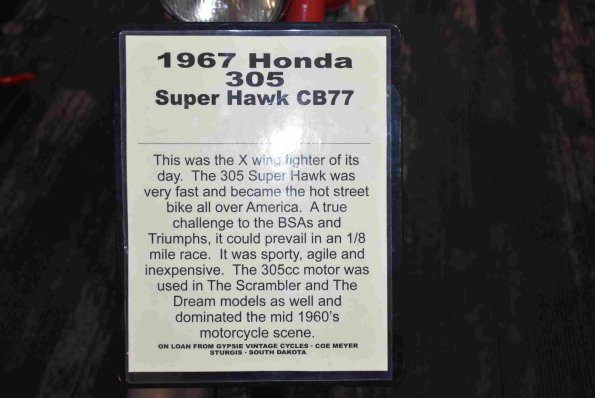 1967 Honda
305
Super Hawk CB77
This was the X wing fighter of its
day. The 305 Super Hawk was
very fast and became the hot street
bike all over America. A true
challenge to the BSAs and
Triumphs, it could prevail in an 1/8
mile race. It was sporty, agile and
inexpensive. The 305cc motor was
used in The Scrambler and The
Dream models as well and
dominated the mid 1960's
motorcycle scene.
ON LOAN FROM GYPSIE VINTAGE CYCLES · COE MEYER
STURGIS · SOUTH DAKOTA